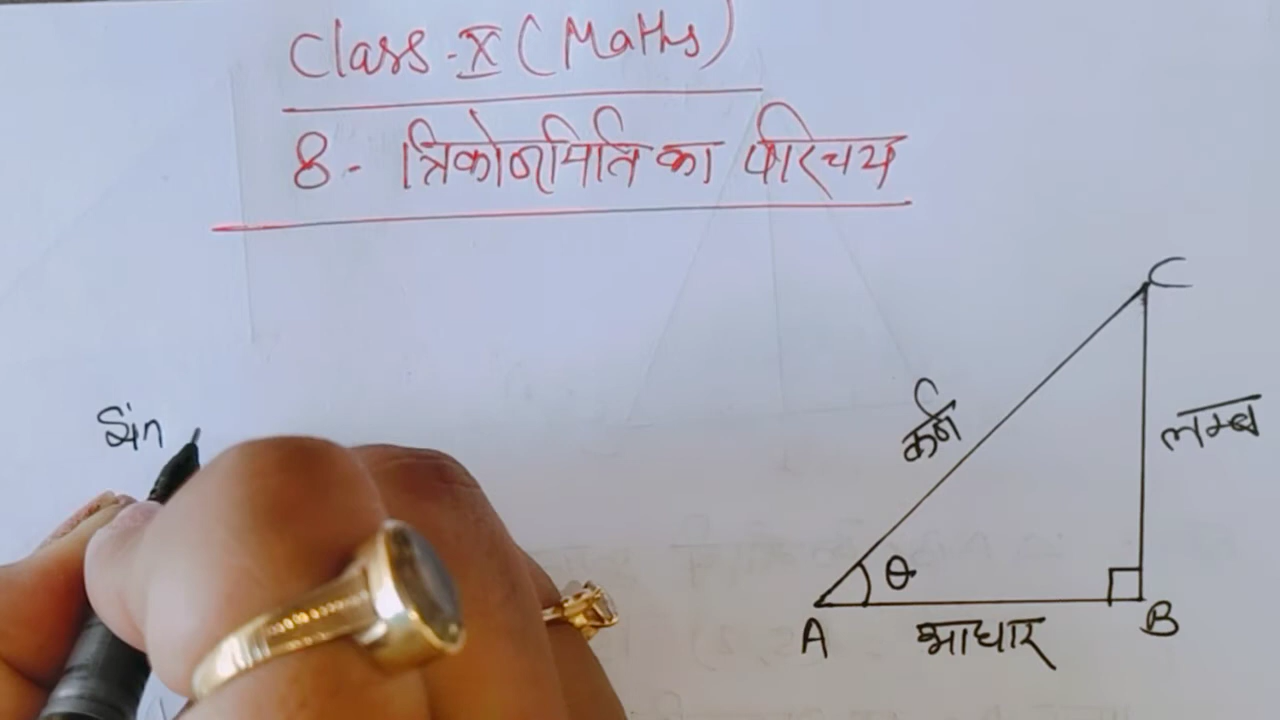 Class-X (Maths)
8- त्रिकोणमिति का परिचय
C
कर्ण
लम्ब
Sin
θ
A
आधार
B